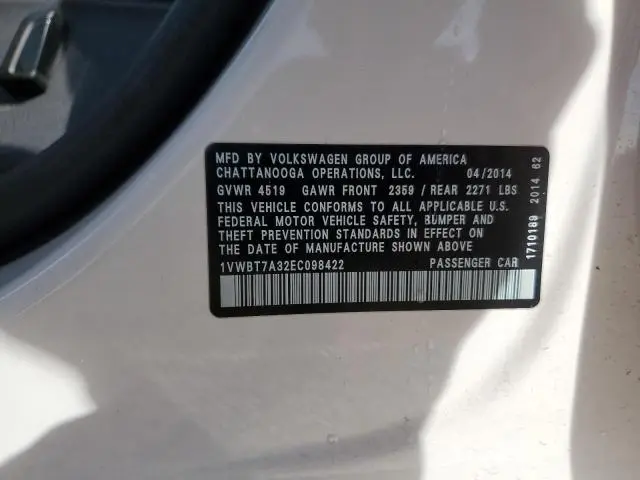 MFD BY VOLKSWAGEN GROUP OF AMERICA
CHATTANOOGA OPERATIONS, LLC. 04/2014
GVWR 4519 GAWR FRONT 2359 / REAR 2271 LBS
THIS VEHICLE CONFORMS TO ALL APPLICABLE U.S.
FEDERAL MOTOR VEHICLE SAFETY, BUMPER AND
THEFT PREVENTION STANDARDS IN EFFECT ON
THE DATE OF MANUFACTURE SHOWN ABOVE
1VWBT7A32EC098422 PASSENGER CAR
1710189 2014 62